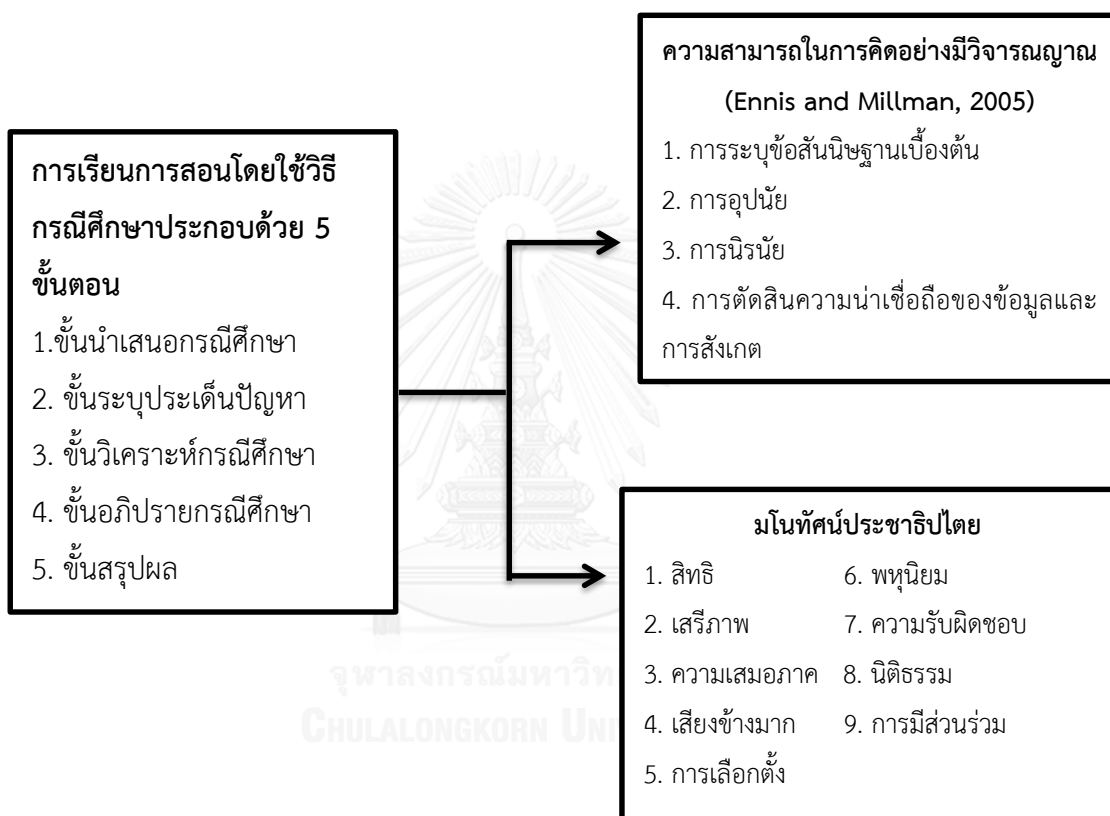 การเรียนการสอนโดยใช้วิธี
กรณีศึกษาประกอบด้วย 5
ขั้นตอน
1.ขั้นนำเสนอกรณีศึกษา
2. ขั้นระบุประเด็นปัญหา
3. ขั้นวิเคราะห์กรณีศึกษา
4. ขั้นอภิปรายกรณีศึกษา
5. ขั้นสรุปผล
ความสามารถในการคิดอย่างมีวิจารณญาณ
(Ennis and Millman, 2005)
1. การระบุข้อสันนิษฐานเบื้องต้น
2. การอุปนัย
3. การนิรนัย
4. การตัดสินความน่าเชื่อถือของข้อมูลและ
การสังเกต
มโนทัศน์ประชาธิปไตย
1. สิทธิ
2. เสรีภาพ
3. ความเสมอภาค
4. เสียงข้างมาก
5. การเลือกตั้ง
6. พหุนิยม
7. ความรับผิดชอบ
8. นิติธรรม
9. การมีส่วนร่วม
จุฬาลงกรณ์มหาวิท
CHULALONGKORN UNI